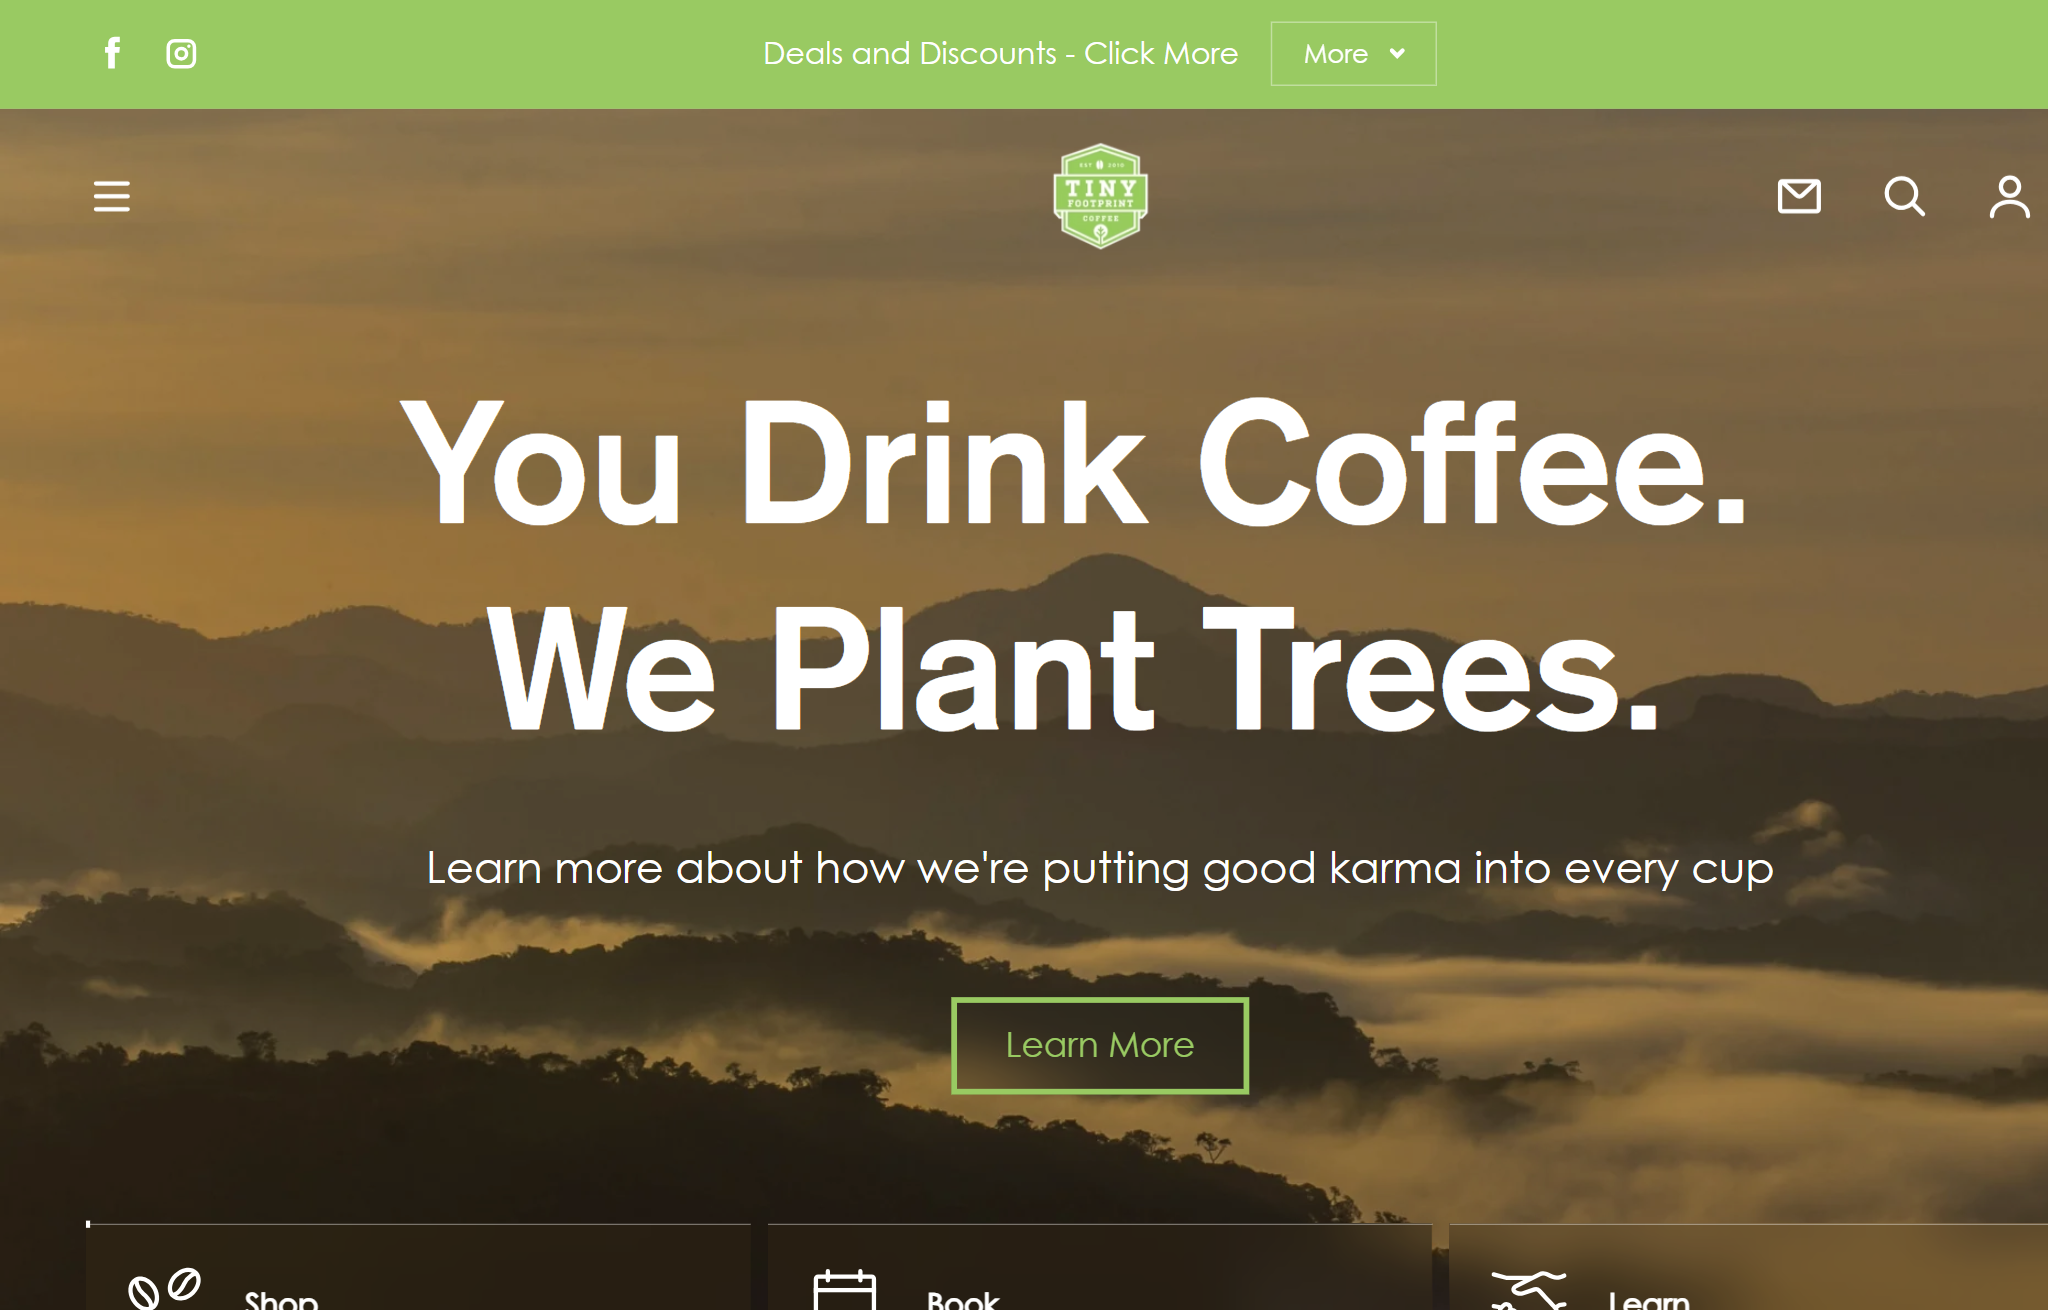 Deals and Discounts - Click More
More
EST 2010
TINY
FOOTPRINT
COFFEE
You Drink Coffee.
We Plant Trees.
Learn more about how we're putting good karma into every cup
Learn More
Shop
Book
Learn